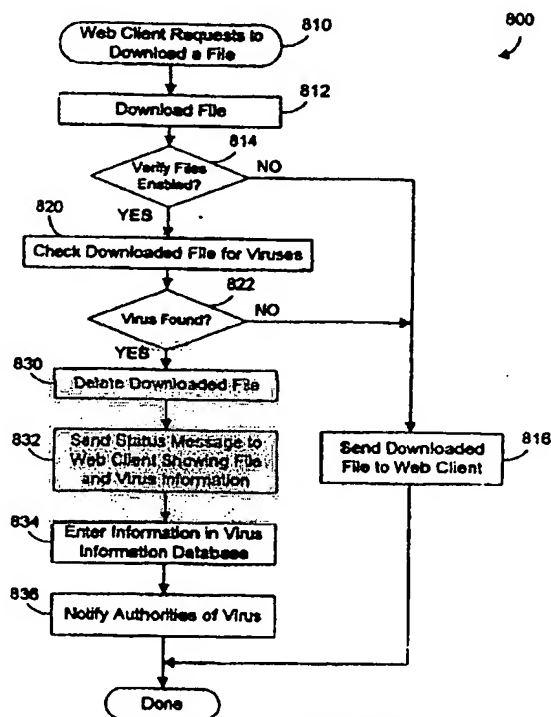 810
Web Client Requests to
Download a File
800
812
Download File
814
Verify Files
Enabled?
NO
YES
820
Check Downloaded File for Viruses
822
Virus Found?
NO
YES
830
Delete Downloaded File
832
Send Status Message to
Web Client Showing File
and Virus Information
816
Send Downloaded
File to Web Client
834
Enter Information in Virus
Information Database
836
Notify Authorities of Virus
Done